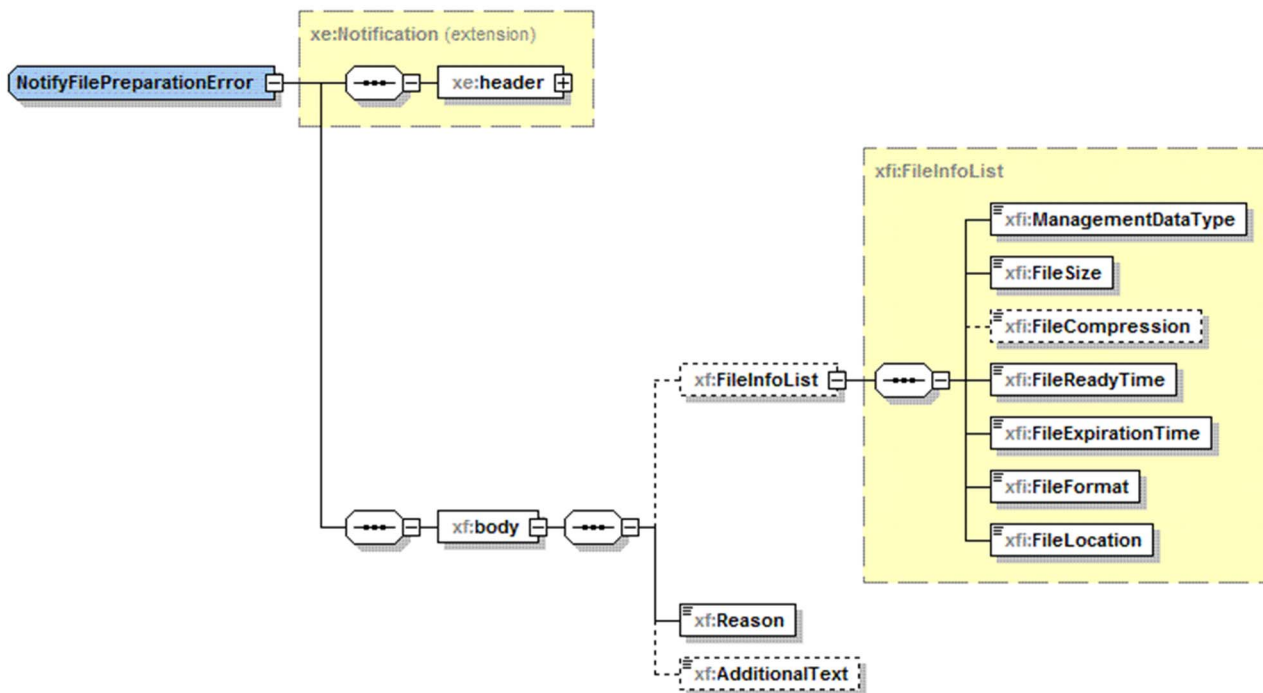 xe:Notification (extension)
NotifyFilePreparationError
xe:header
xfi:FileInfoList
xfi:ManagementDataType
xfi:FileSize
xfi:FileCompression
xf:FileInfoList
xfi:FileReadyTime
xfi:FileExpirationTime
xfi:FileFormat
xf:body
xfi:FileLocation
xf:Reason
xf:AdditionalText